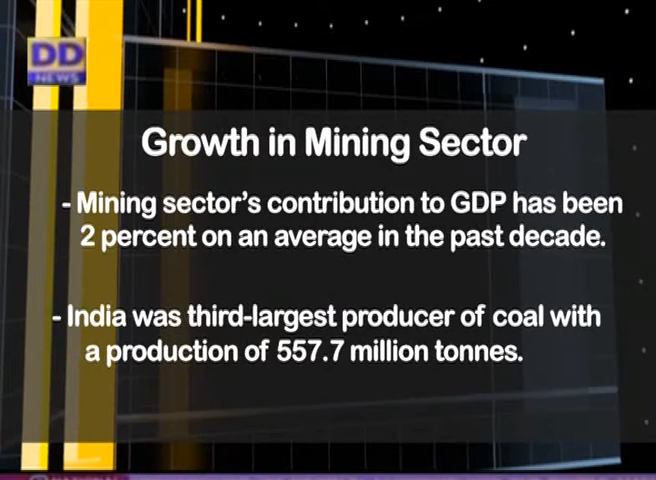 DD
NEWS
Growth in Mining Sector
- Mining sector's contribution to GDP has been
2 percent on an average in the past decade.
- India was third-largest producer of coal with
a production of 557.7 million tonnes.